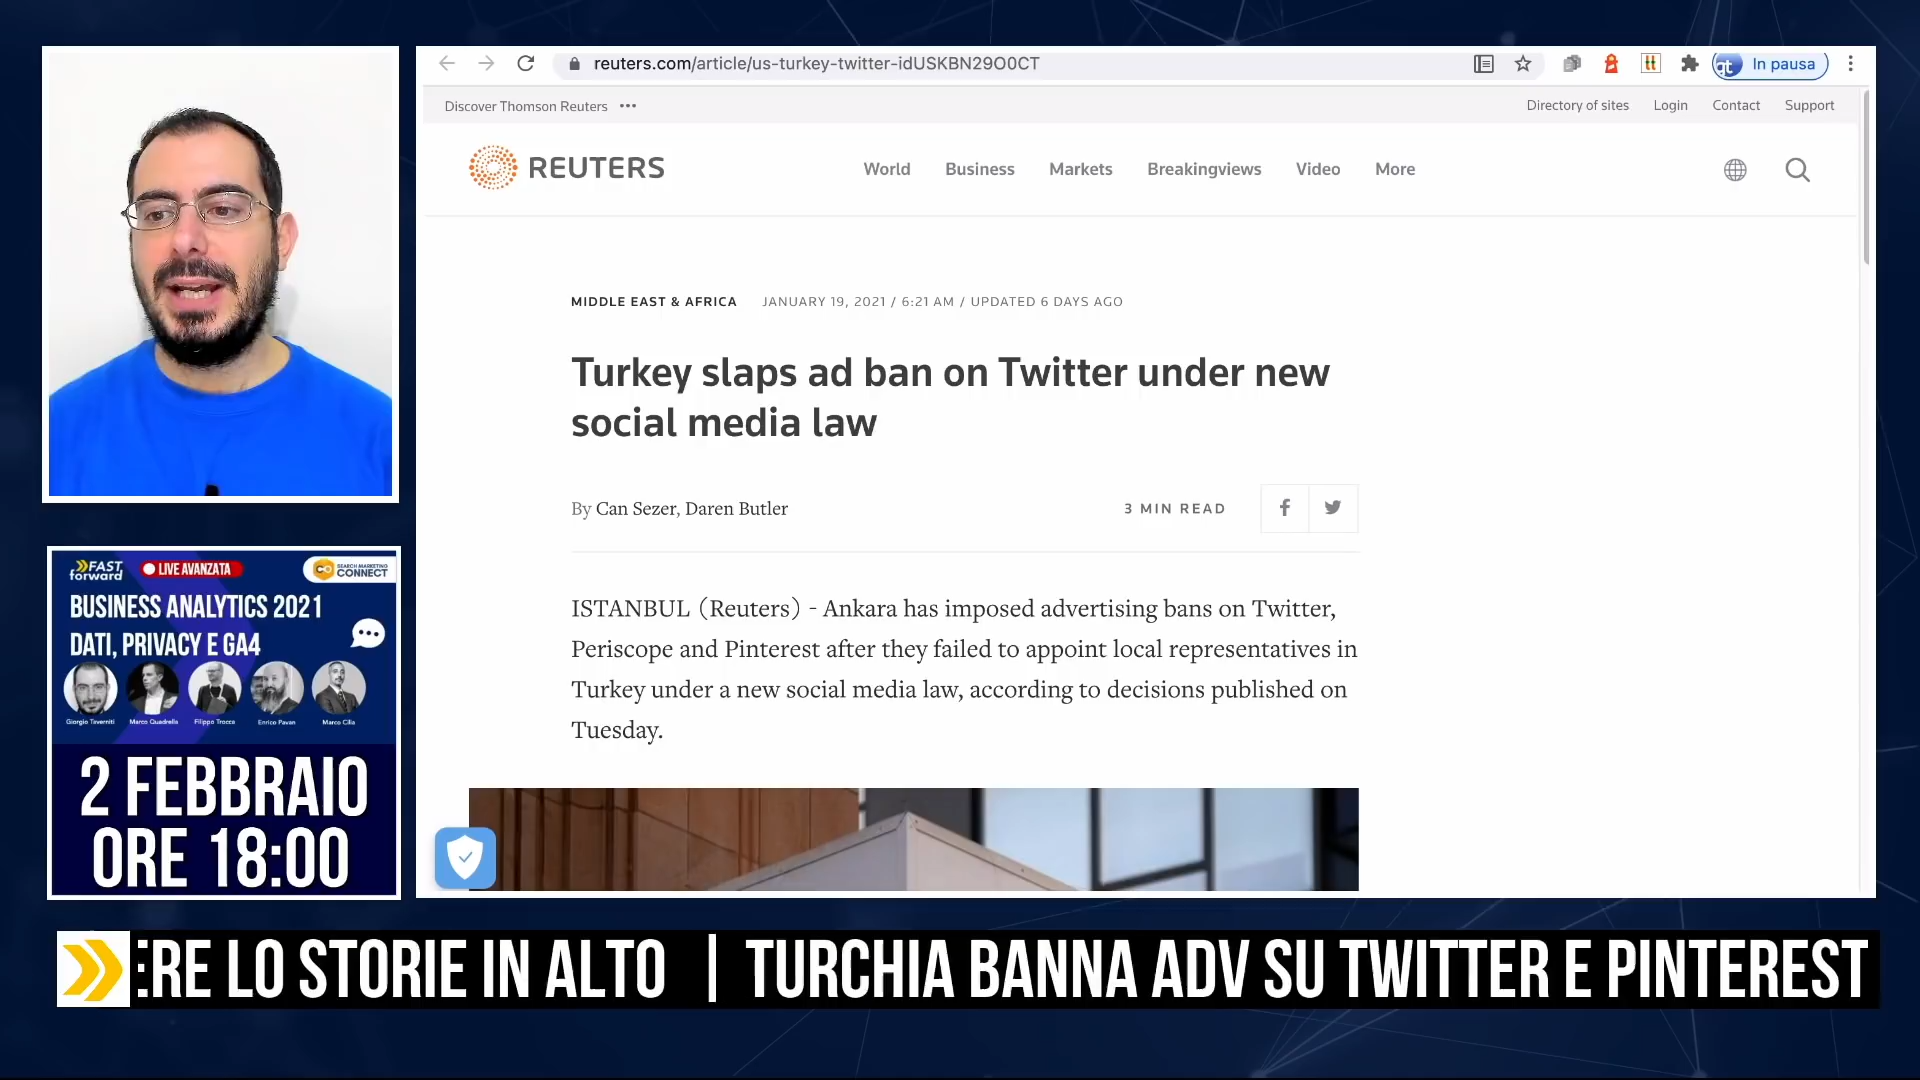 reuters.com/article/us-turkey-twitter-idUSKBN29O0CT
In pausa
Discover Thomson Reuters
Directory of sites
Login
Contact
Support
REUTERS
World
Business
Markets
Breakingviews
Video
More
MIDDLE EAST & AFRICA
JANUARY 19, 2021 / 6:21 AM / UPDATED 6 DAYS AGO
Turkey slaps ad ban on Twitter under new
social media law
By Can Sezer, Daren Butler
3 MIN READ
ISTANBUL (Reuters) - Ankara has imposed advertising bans on Twitter,
Periscope and Pinterest after they failed to appoint local representatives in
Turkey under a new social media law, according to decisions published on
Tuesday.
FAST
forward
LIVE AVANZATA
SEARCH MARKETING
CONNECT
BUSINESS ANALYTICS 2021
DATI, PRIVACY E GA4
Giorgio Taverniti
Marco Quadrella
Filippo Trocca
Enrico Pavan
Marco Cilia
2 FEBBRAIO
ORE 18:00
ERE LO STORIE IN ALTO | TURCHIA BANNA ADV SU TWITTER E PINTEREST